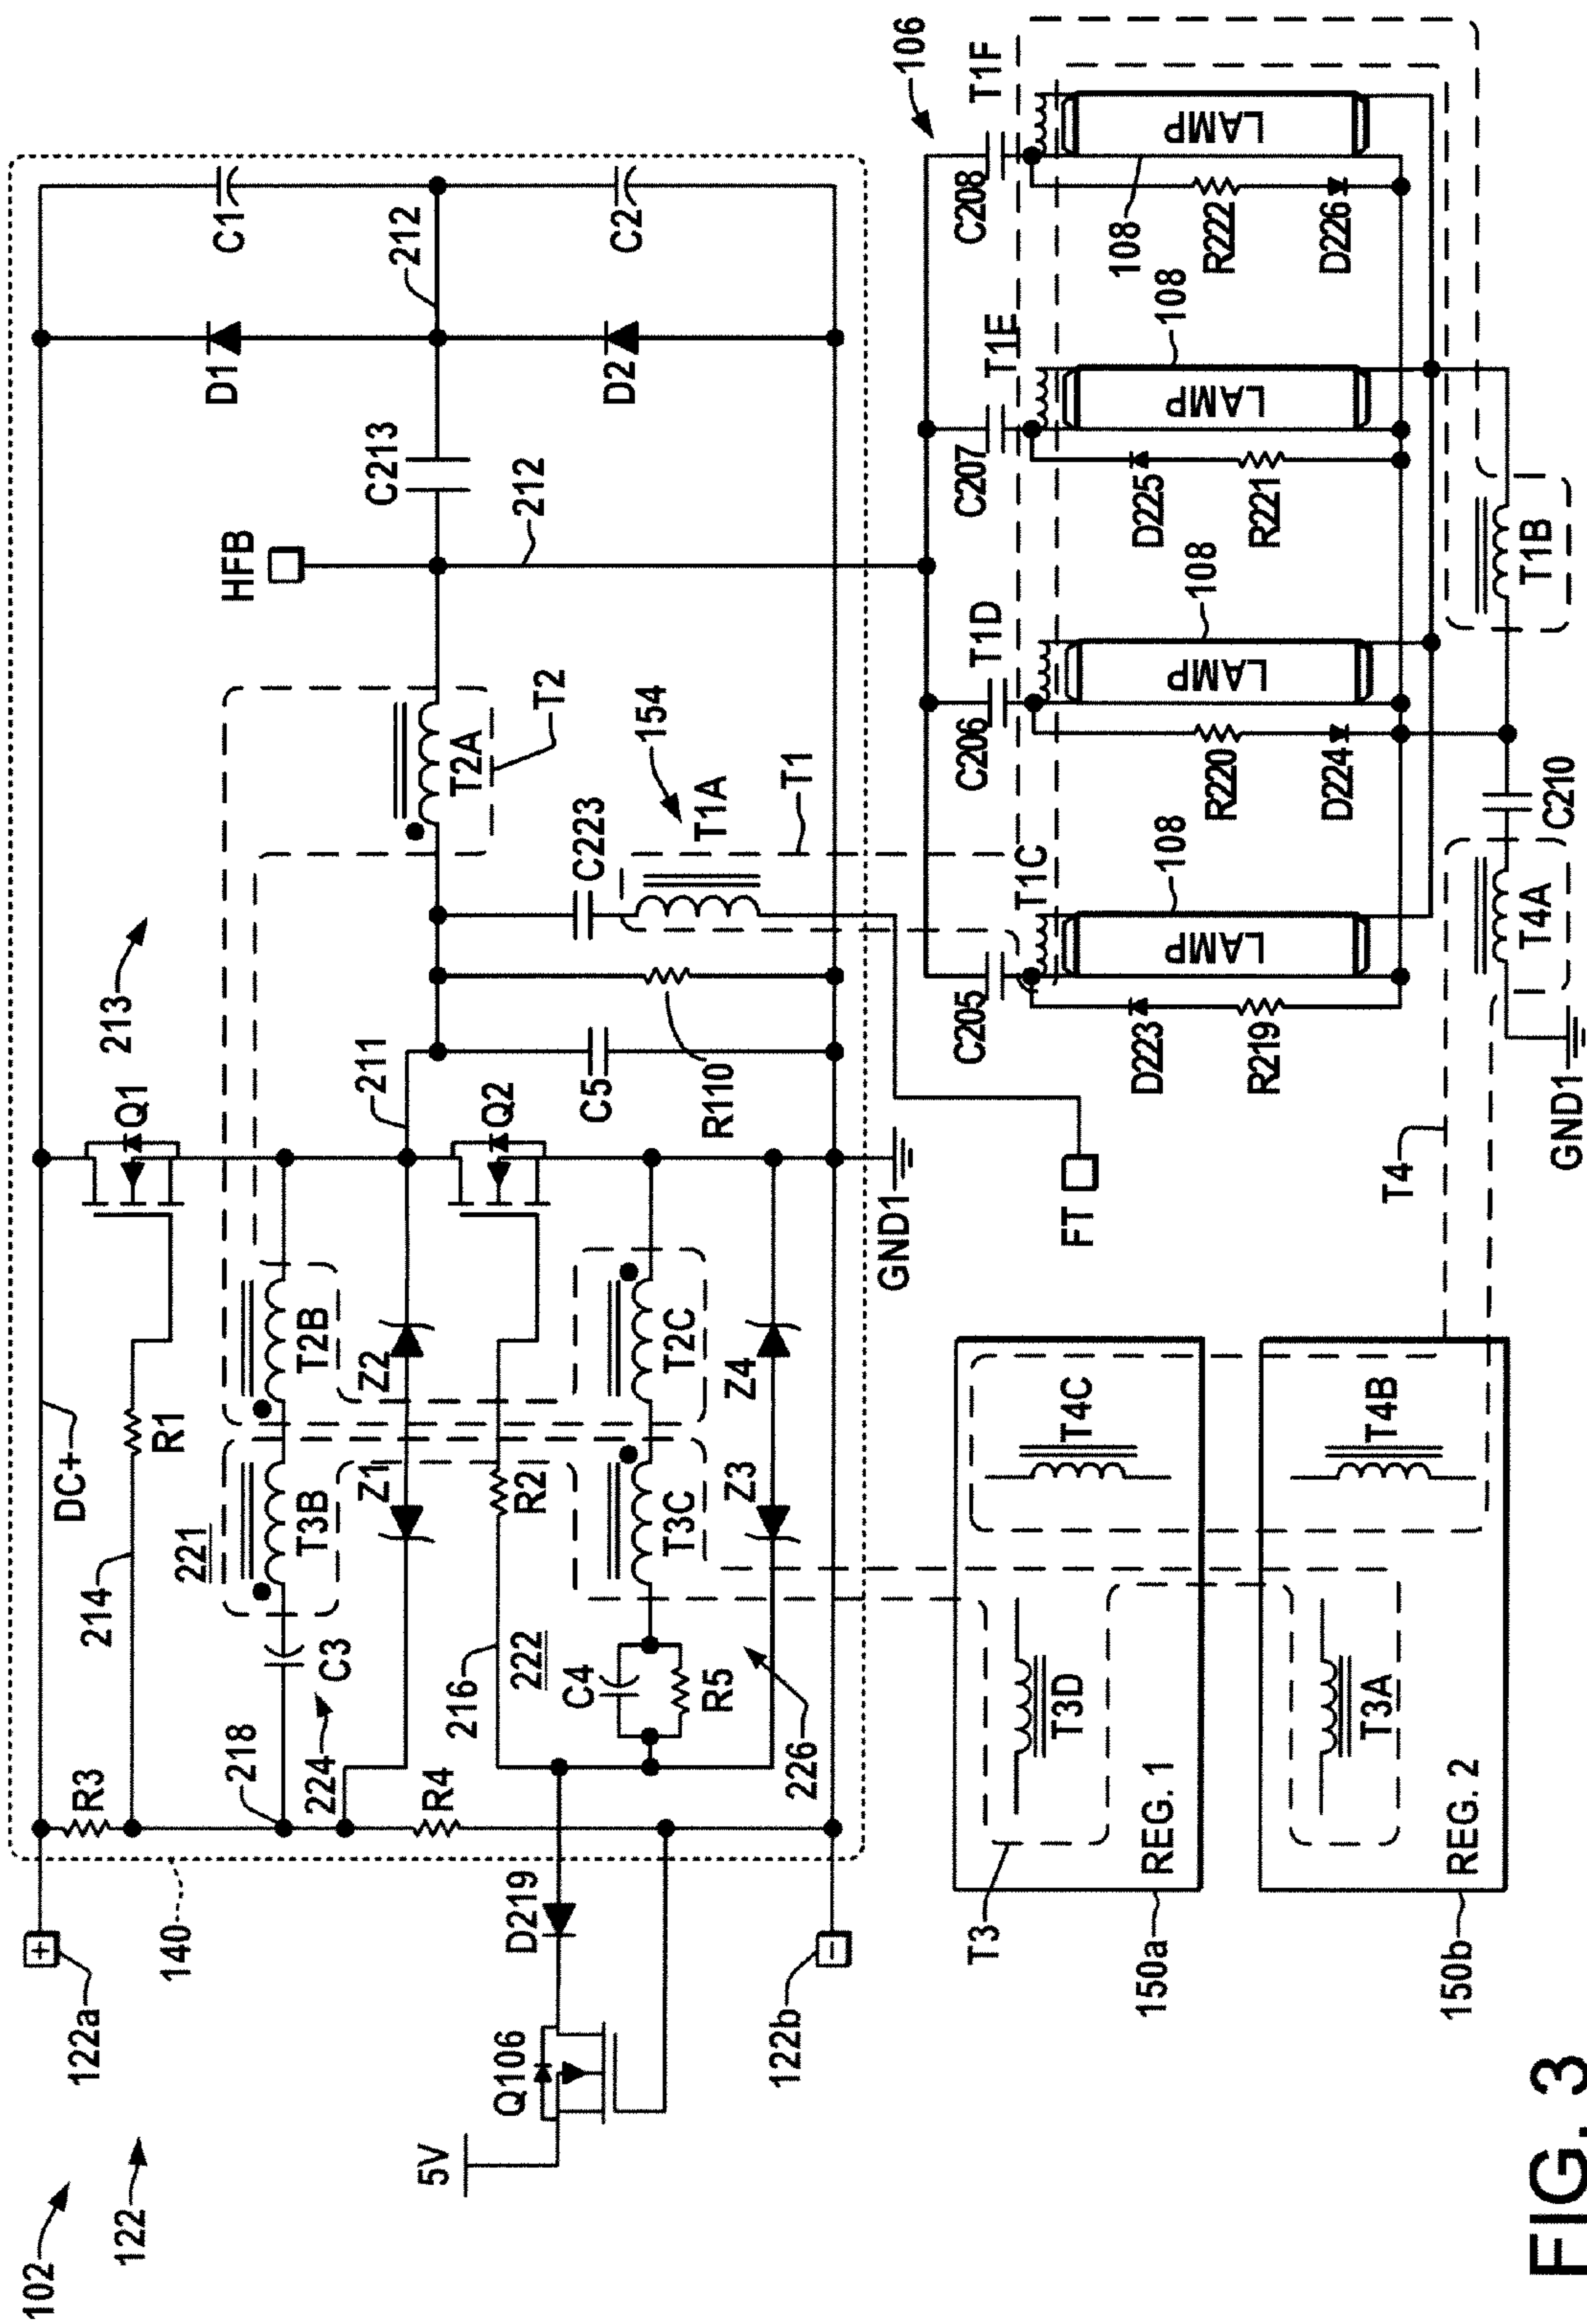 102
122
122a
140
DC+
214
R3
R1
Q1
213
D1
C1
221
T3B
T2B
218
C3
224
Z1
Z2
211
HFB
212
C213
212
T2A
T2
D2
C2
R4
216
R2
Q2
222
C4
R5
226
T3C
T2C
Z3
Z4
C5
R110
C223
T1A
154
T1
5V
Q106
D219
122b
GND1
FT
106
C205
C206
C207
C208
T1C
T1D
T1E
T1F
108
108
108
108
LAMP
LAMP
LAMP
LAMP
D223
R219
R220
D224
D225
R221
R222
D226
T3
T3D
T4C
REG. 1
150a
T3A
T4B
REG. 2
150b
T4
GND1
T4A
C210
T1B
FIG. 3